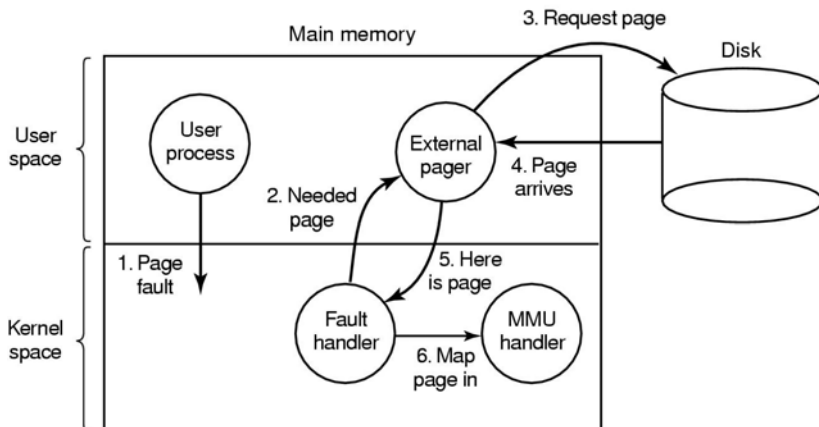 3. Request page
Main memory
Disk
User
space
User
process
External
pager
4. Page
arrives
2. Needed
page
1. Page
fault
5. Here
is page
Kernel
space
Fault
handler
MMU
handler
6. Map
page in